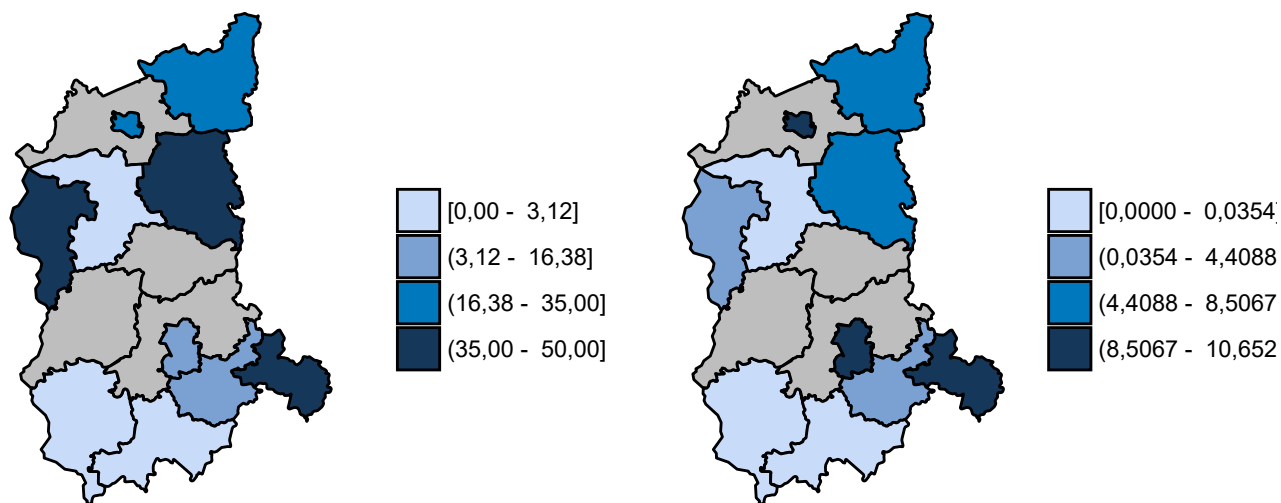 [0,00 - 3,12]
(3,12 - 16,38]
(16,38 - 35,00]
(35,00 - 50,00]
[0,0000 - 0,0354]
(0,0354 - 4,4088
(4,4088 - 8,5067
(8,5067 - 10,652